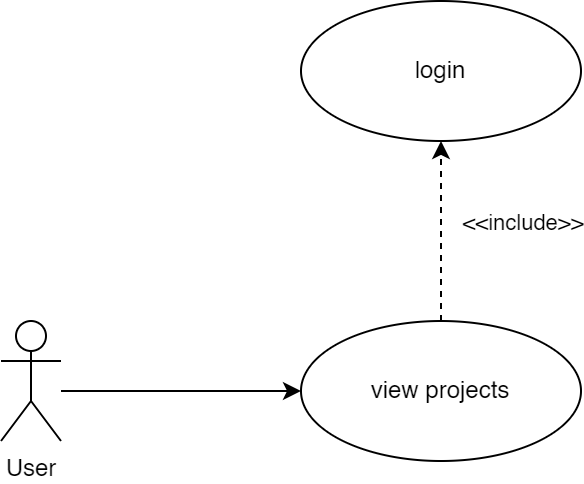 login
<<include>>
view projects
User